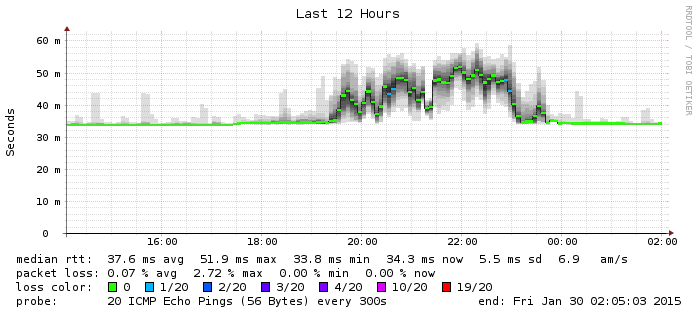 Last 12 Hours
RRDTOOL / TOBI OETIKER
Seconds
60 m
50 m
40 m
30 m
20 m
10 m
0
16:00 18:00 20:00 22:00 00:00 02:00
median rtt: 37.6 ms avg 51.9 ms max 33.8 ms min 34.3 ms now 5.5 ms sd 6.9 am/s
packet loss: 0.07 % avg 2.72 % max 0.00 % min 0.00 % now
loss color: 0 1/20 2/20 3/20 4/20 10/20 19/20
probe: 20 ICMP Echo Pings (56 Bytes) every 300s end: Fri Jan 30 02:05:03 2015